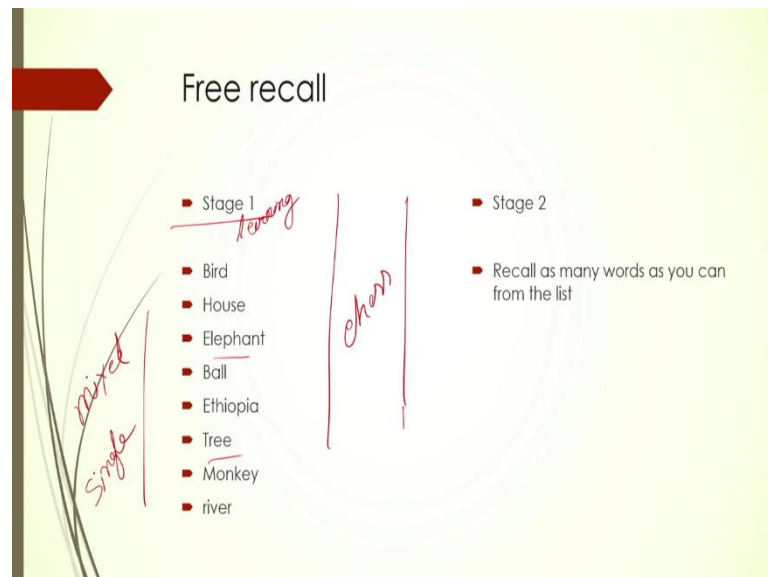 Free recall
Stage 1
learning
Bird
House
Elephant
Ball
Ethiopia
Tree
Monkey
river
mixed
single
Stage 2
Recall as many words as you can
from the list